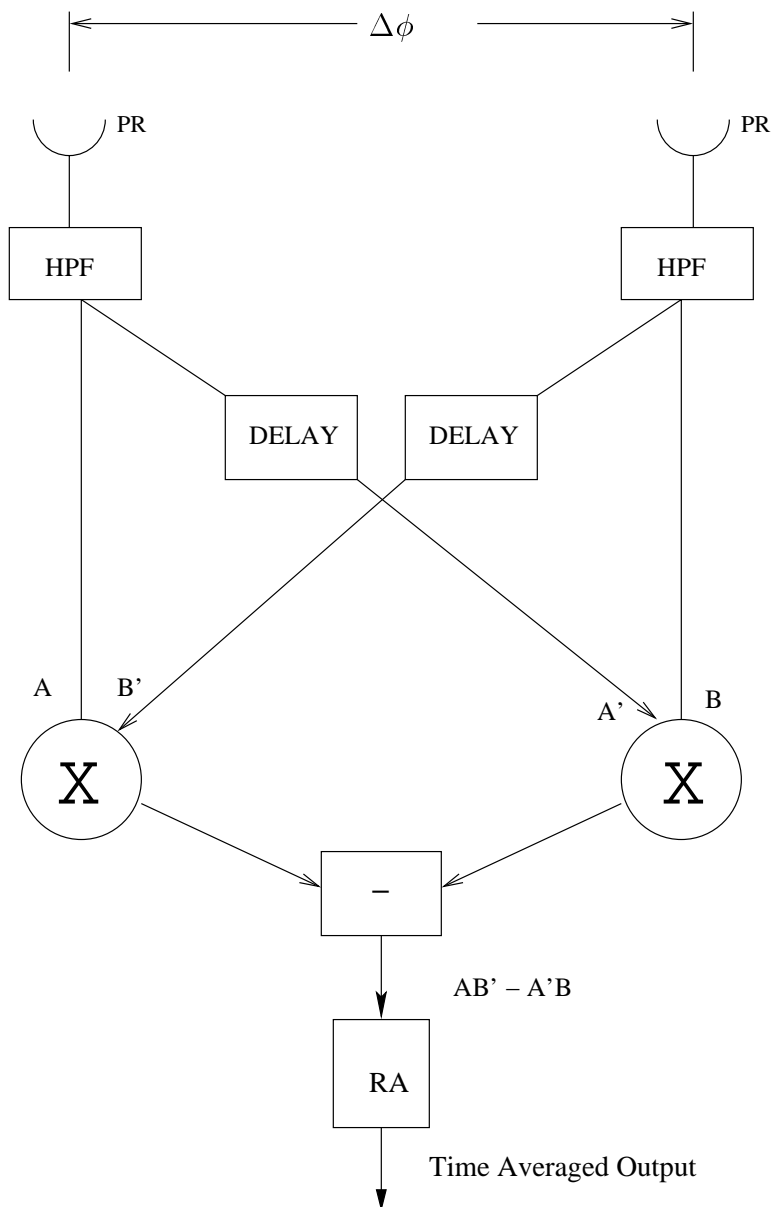 Δϕ
PR PR
HPF HPF
DELAY DELAY
A B' A' B
X X
−
AB' − A'B
RA
Time Averaged Output